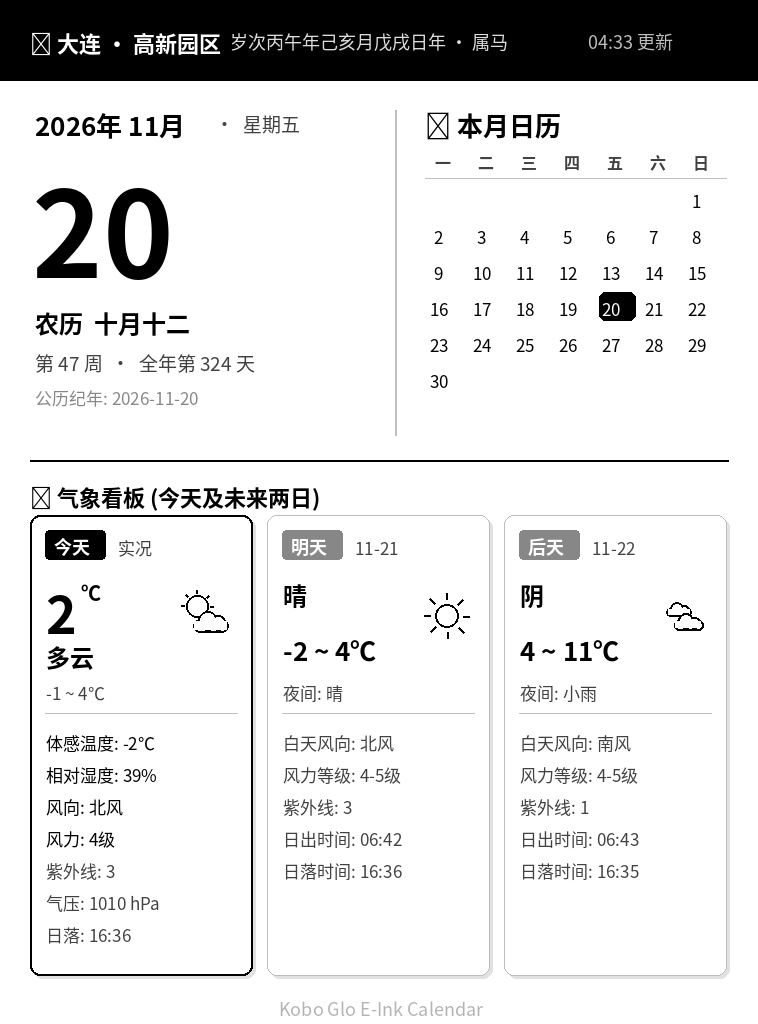 大连 • 高新园区 岁次丙午年己亥月戊戌日年 • 属马 04:33 更新
2026年 11月 • 星期五
20
农历 十月十二
第 47 周 • 全年第 324 天
公历纪年: 2026-11-20
本月日历
一 二 三 四 五 六 日
1
2 3 4 5 6 7 8
9 10 11 12 13 14 15
16 17 18 19 20 21 22
23 24 25 26 27 28 29
30
气象看板 (今天及未来两日)
今天 实况
2 ℃
多云
-1 ~ 4℃
体感温度: -2℃
相对湿度: 39%
风向: 北风
风力: 4级
紫外线: 3
气压: 1010 hPa
日落: 16:36
明天 11-21
晴
-2 ~ 4℃
夜间: 晴
白天风向: 北风
风力等级: 4-5级
紫外线: 3
日出时间: 06:42
日落时间: 16:36
后天 11-22
阴
4 ~ 11℃
夜间: 小雨
白天风向: 南风
风力等级: 4-5级
紫外线: 1
日出时间: 06:43
日落时间: 16:35
Kobo Glo E-Ink Calendar